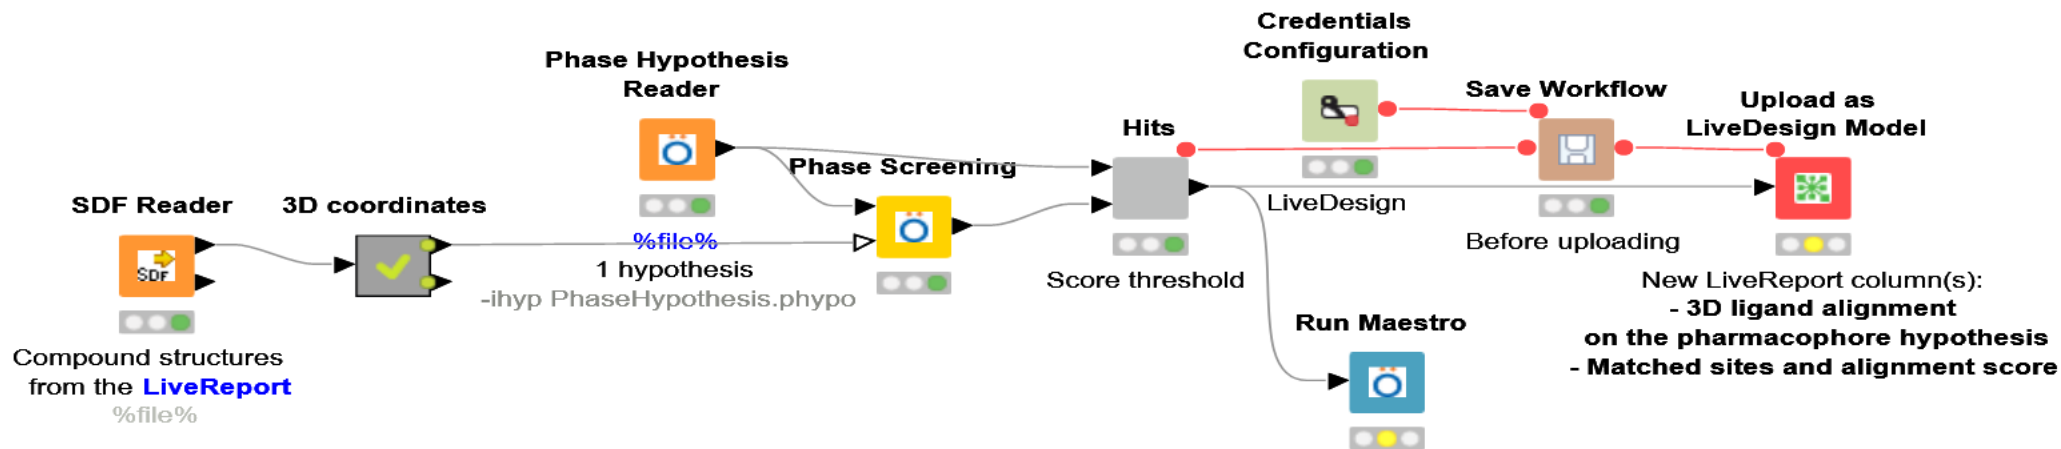 SDF Reader
SDF
Compound structures
from the LiveReport
%file%
3D coordinates
Phase Hypothesis
Reader
%file%
1 hypothesis
-ihyp PhaseHypothesis.phypo
Phase Screening
Hits
Score threshold
Credentials
Configuration
LiveDesign
Save Workflow
Before uploading
Run Maestro
Upload as
LiveDesign Model
New LiveReport column(s):
- 3D ligand alignment
on the pharmacophore hypothesis
- Matched sites and alignment score